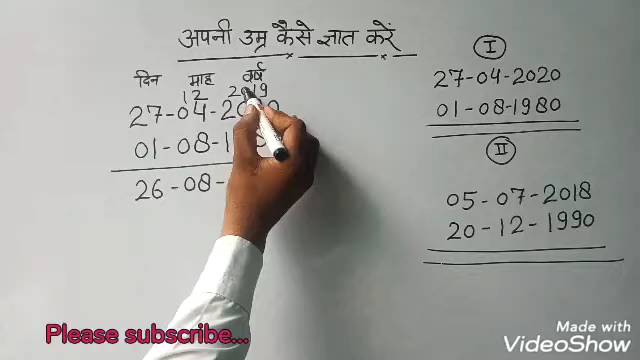 अपनी उम्र कैसे ज्ञात करें
दिन माह वर्ष
12 2019
27-04-2020
01-08-1
26-08-
I
27-04-2020
01-08-1980
II
05-07-2018
20-12-1990
Please subscribe...
Made with
VideoShow